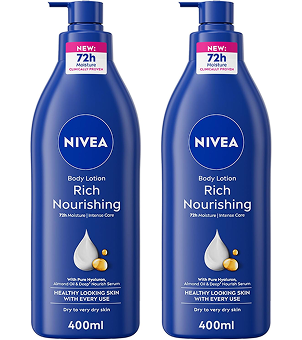 NEW:
72h
Moisture
CLINICALLY PROVEN
NIVEA
Body Lotion
Rich
Nourishing
72h Moisture | Intense Care
With Pure Hyaluron,
Almond Oil & Deep⁺ Nourish Serum
HEALTHY LOOKING SKIN
WITH EVERY USE
Dry to very dry skin
400ml
NEW:
72h
Moisture
CLINICALLY PROVEN
NIVEA
Body Lotion
Rich
Nourishing
72h Moisture | Intense Care
With Pure Hyaluron,
Almond Oil & Deep⁺ Nourish Serum
HEALTHY LOOKING SKIN
WITH EVERY USE
Dry to very dry skin
400ml